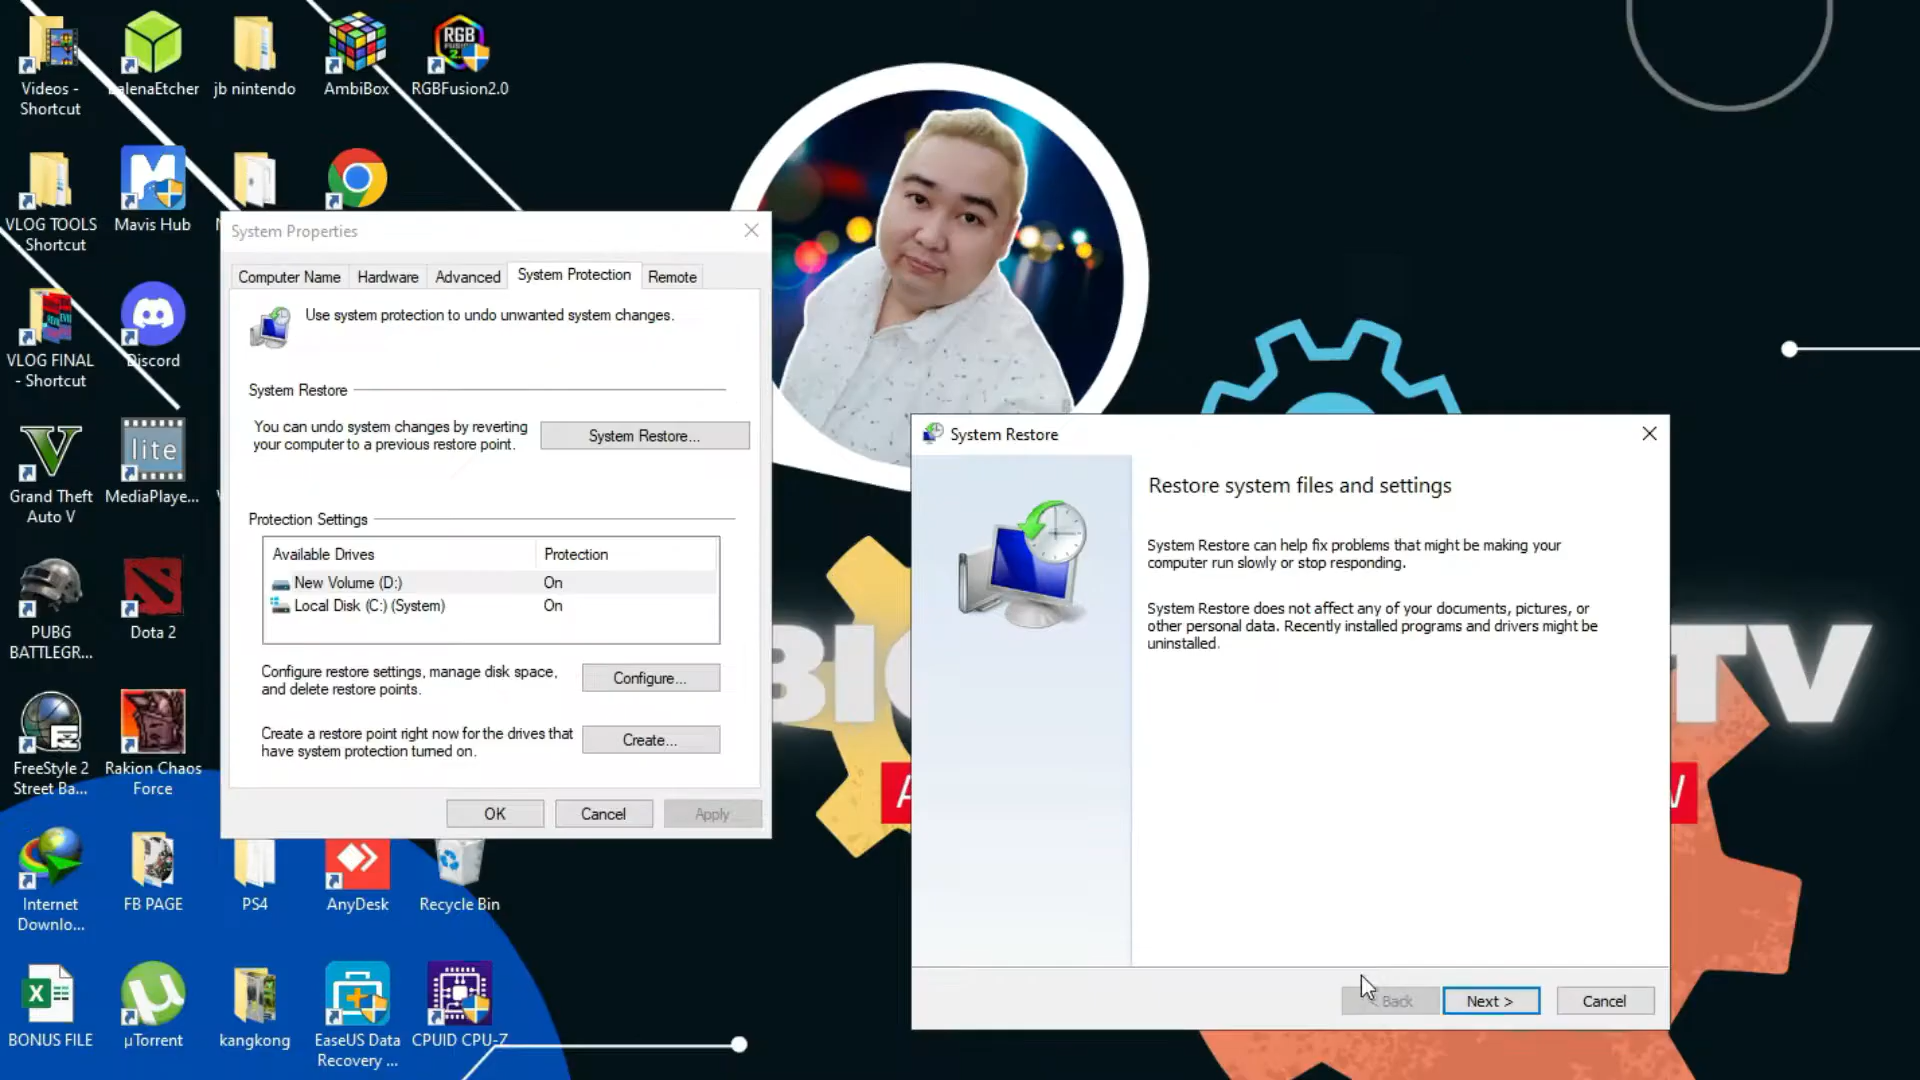 Videos -
Shortcut
balenaEtcher
jb nintendo
AmbiBox
RGB
FUSION
2.
RGBFusion2.0
VLOG TOOLS
Shortcut
Mavis Hub
VLOG FINAL
- Shortcut
Discord
Grand Theft
Auto V
lite
MediaPlaye...
PUBG
BATTLEGR...
Dota 2
FreeStyle 2
Street Ba...
Rakion Chaos
Force
Internet
Downlo...
FB PAGE
PS4
AnyDesk
Recycle Bin
X
BONUS FILE
µTorrent
kangkong
EaseUS Data
Recovery ...
CPUID CPU-Z
System Properties
Computer Name
Hardware
Advanced
System Protection
Remote
Use system protection to undo unwanted system changes.
System Restore
You can undo system changes by reverting
your computer to a previous restore point.
System Restore...
Protection Settings
Available Drives
Protection
New Volume (D:)
On
Local Disk (C:) (System)
On
Configure restore settings, manage disk space,
and delete restore points.
Configure...
Create a restore point right now for the drives that
have system protection turned on.
Create...
OK
Cancel
Apply
System Restore
Restore system files and settings
System Restore can help fix problems that might be making your
computer run slowly or stop responding.
System Restore does not affect any of your documents, pictures, or
other personal data. Recently installed programs and drivers might be
uninstalled.
< Back
Next >
Cancel
BI
TV